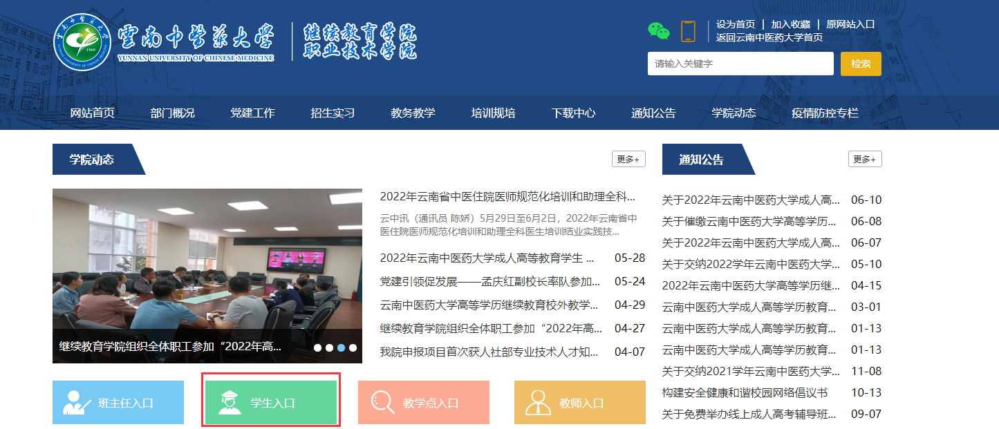 雲南中醫藥大學
YUNNAN UNIVERSITY OF CHINESE MEDICINE
1960
继续教育学院
职业技术学院
设为首页 | 加入收藏 | 原网站入口
返回云南中医药大学首页
请输入关键字
检索
网站首页 部门概况 党建工作 招生实习 教务教学 培训规培 下载中心 通知公告 学院动态 疫情防控专栏
学院动态
更多+
继续教育学院组织全体职工参加“2022年高...
2022年云南省中医住院医师规范化培训和助理全科...
云中讯（通讯员 陈娇）5月29日至6月2日，2022年云南省中
医住院医师规范化培训和助理全科医生培训结业实践技...
2022年云南中医药大学成人高等教育学生 ... 05-28
党建引领促发展——孟庆红副校长率队参加... 05-24
云南中医药大学高等学历继续教育校外教学... 04-29
继续教育学院组织全体职工参加“2022年高... 04-27
我院申报项目首次获人社部专业技术人才知... 04-07
通知公告
更多+
关于2022年云南中医药大学成人高... 06-10
关于催缴云南中医药大学高等学历... 06-08
关于2022年云南中医药大学成人高... 06-07
关于交纳2022学年云南中医药大学... 05-10
2022年云南中医药大学高等学历继... 04-15
云南中医药大学成人高等学历教育... 03-01
云南中医药大学成人高等学历教育... 01-13
云南中医药大学成人高等学历教育... 01-13
关于交纳2021学年云南中医药大学... 11-08
构建安全健康和谐校园网络倡议书 10-13
关于免费举办线上成人高考辅导班... 09-07
班主任入口
学生入口
教学点入口
教师入口